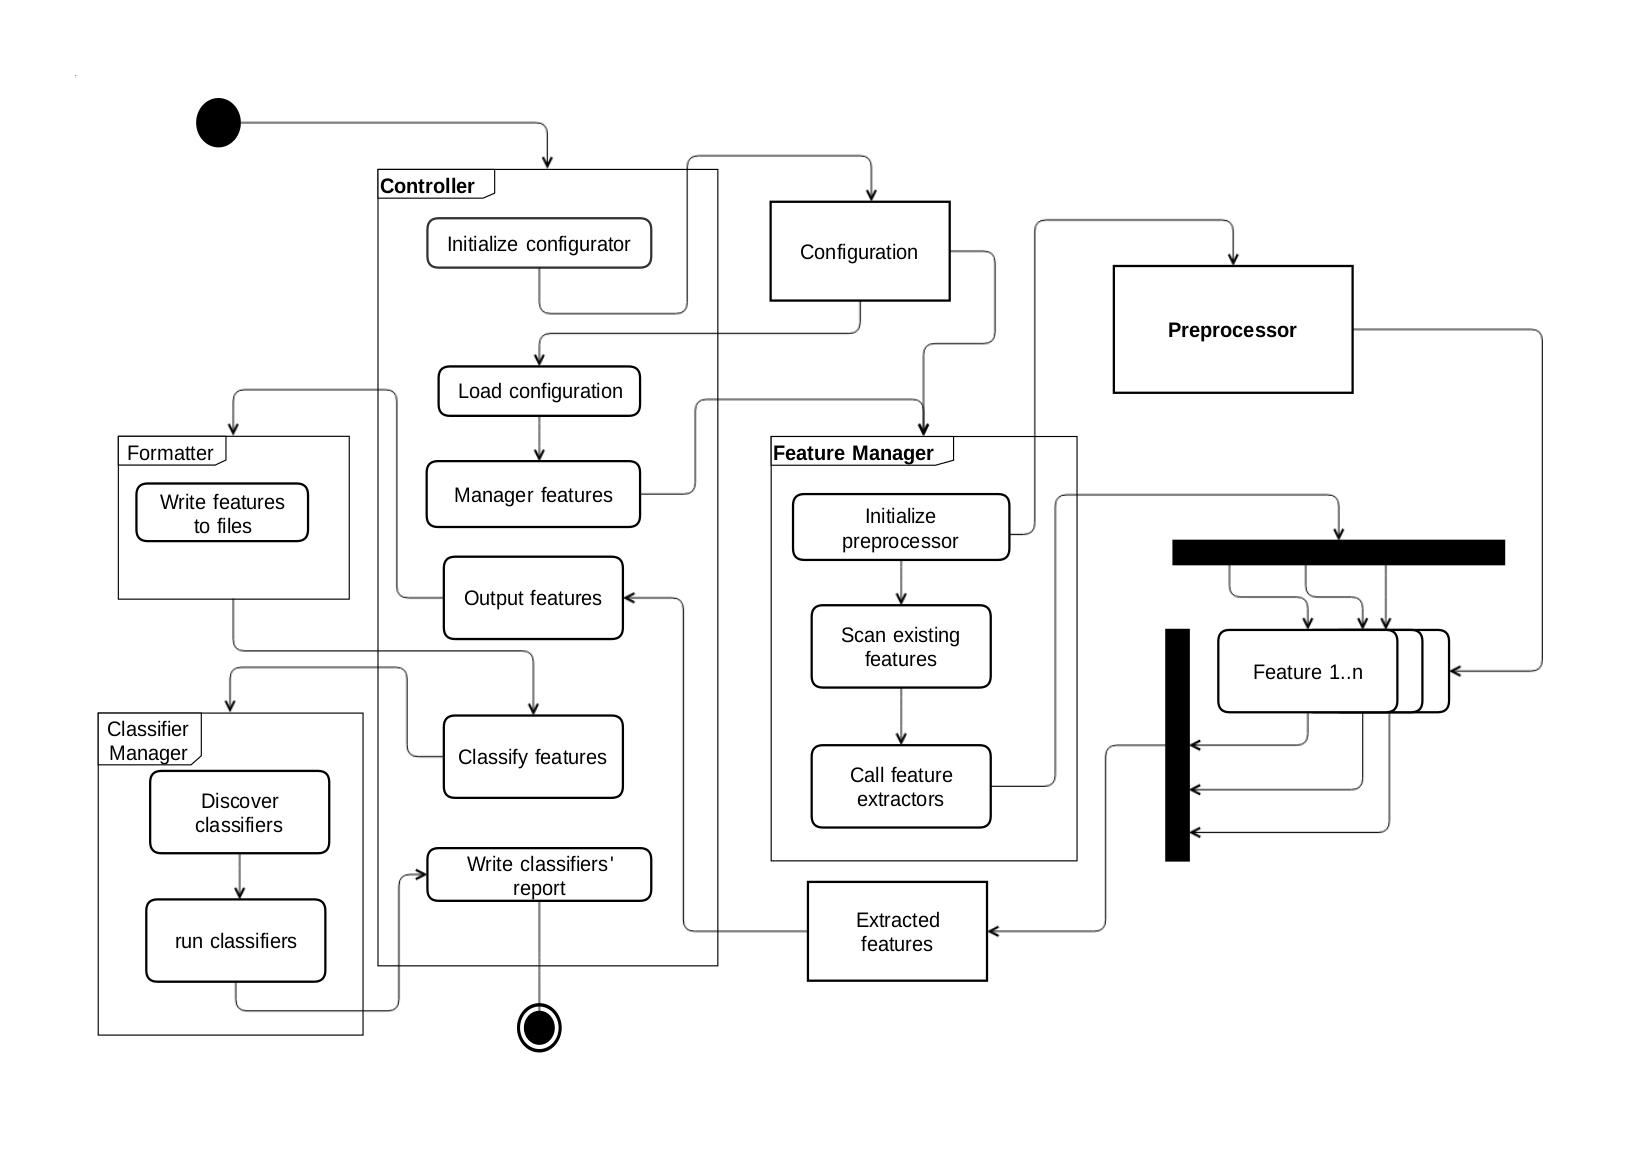 Controller
Initialize configurator
Configuration
Preprocessor
Load configuration
Formatter
Write features
to files
Manager features
Feature Manager
Initialize
preprocessor
Output features
Scan existing
features
Feature 1..n
Classifier
Manager
Discover
classifiers
Classify features
Call feature
extractors
Write classifiers'
report
run classifiers
Extracted
features